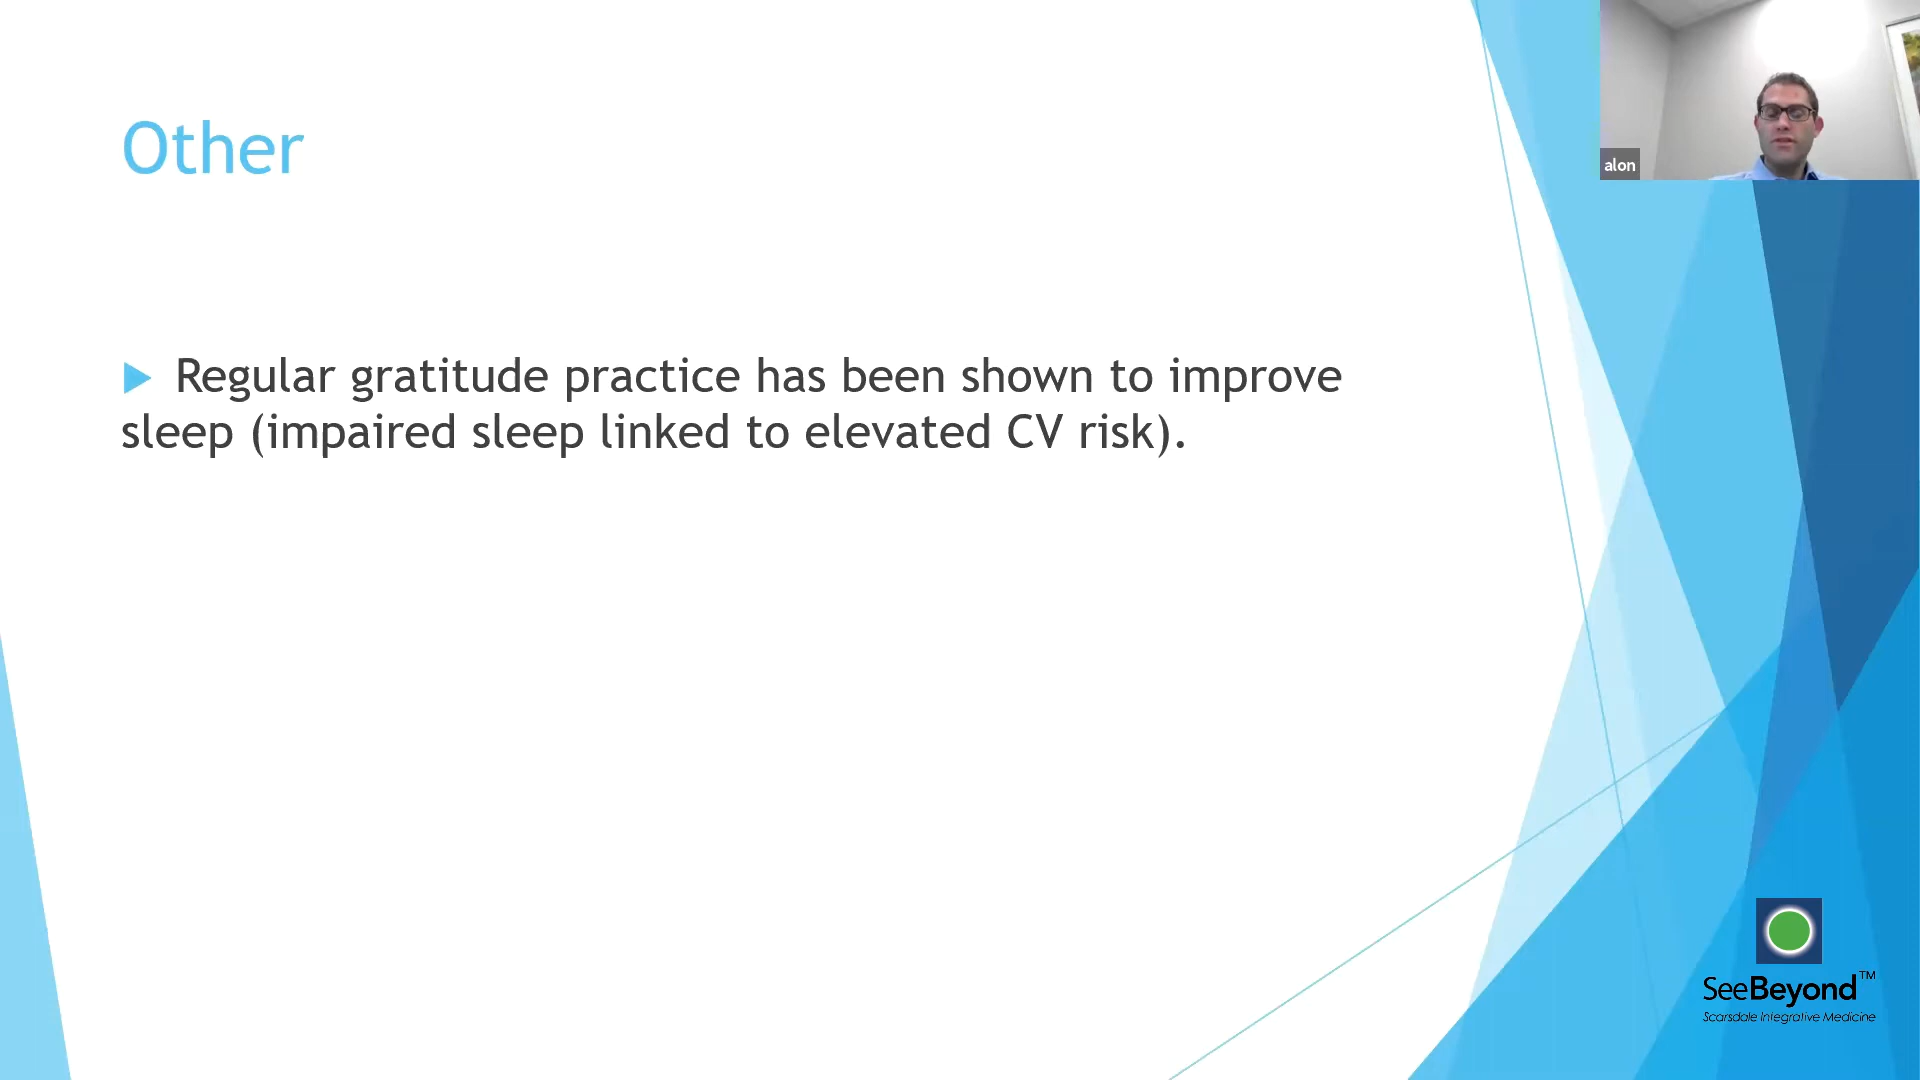 Other
Regular gratitude practice has been shown to improve
sleep (impaired sleep linked to elevated CV risk).
alon
SeeBeyond™
Scarsdale Integrative Medicine